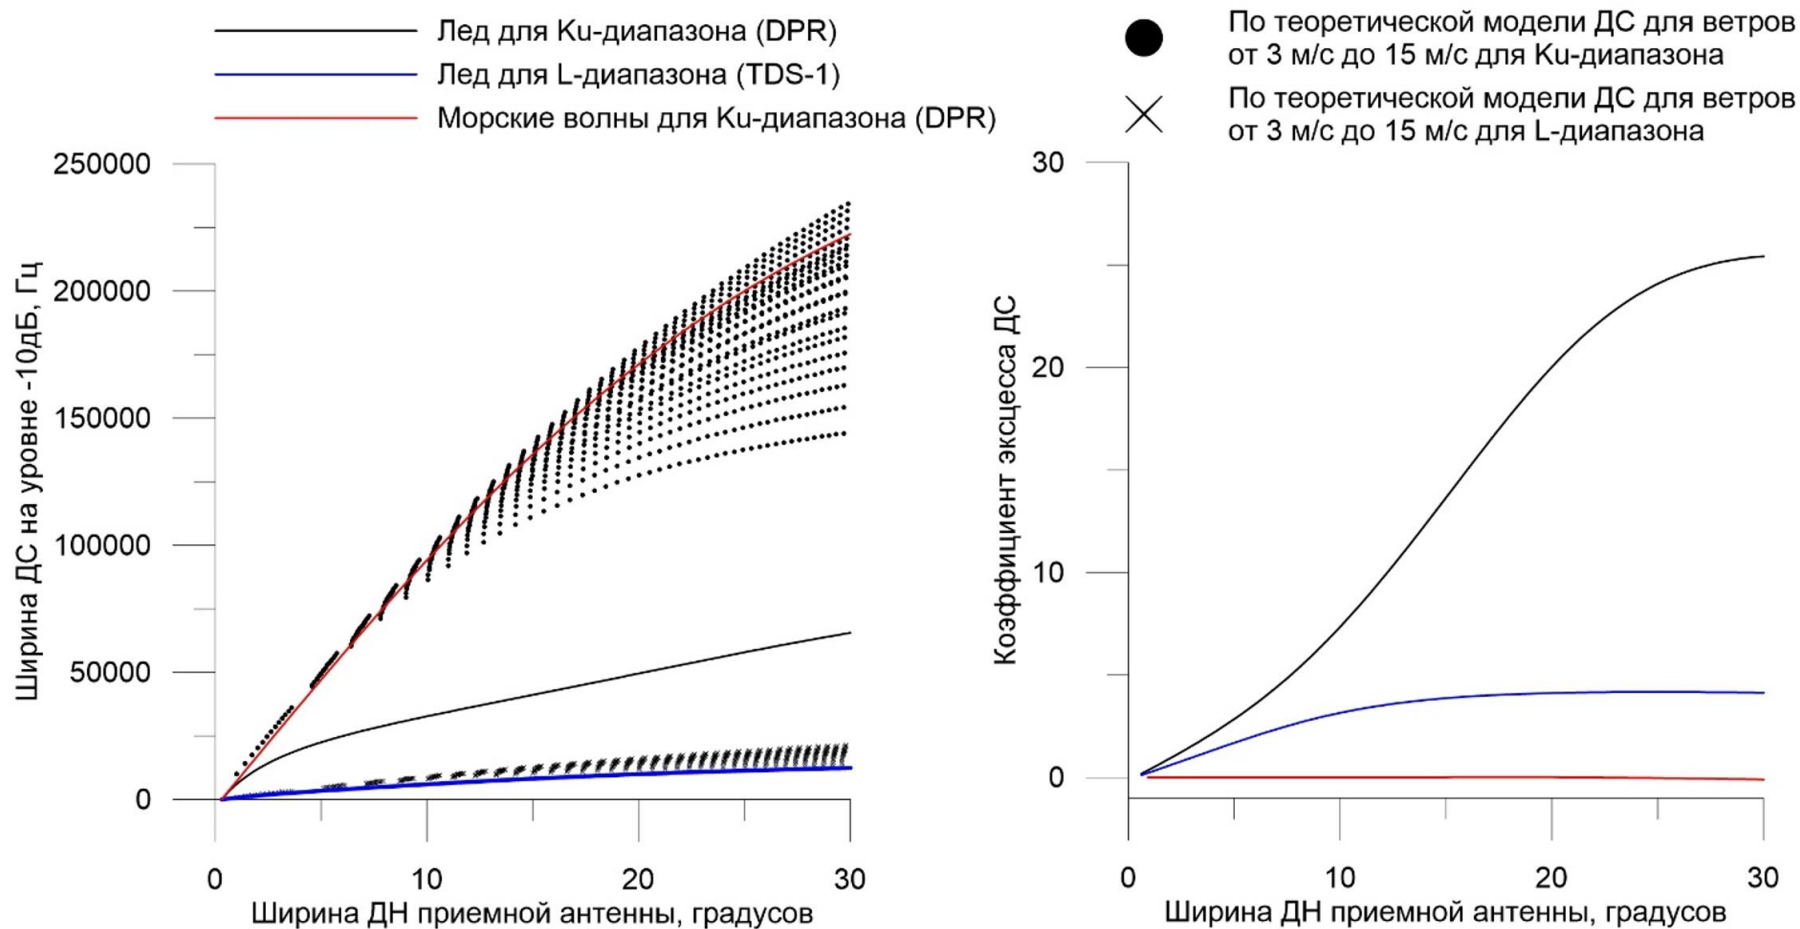 Лед для Ku-диапазона (DPR)
Лед для L-диапазона (TDS-1)
Морские волны для Ku-диапазона (DPR)
По теоретической модели ДС для ветров
от 3 м/с до 15 м/с для Ku-диапазона
По теоретической модели ДС для ветров
от 3 м/с до 15 м/с для L-диапазона
Ширина ДС на уровне -10дБ, Гц
250000
200000
150000
100000
50000
0
0 10 20 30
Ширина ДН приемной антенны, градусов
Коэффициент эксцесса ДС
30
20
10
0
0 10 20 30
Ширина ДН приемной антенны, градусов